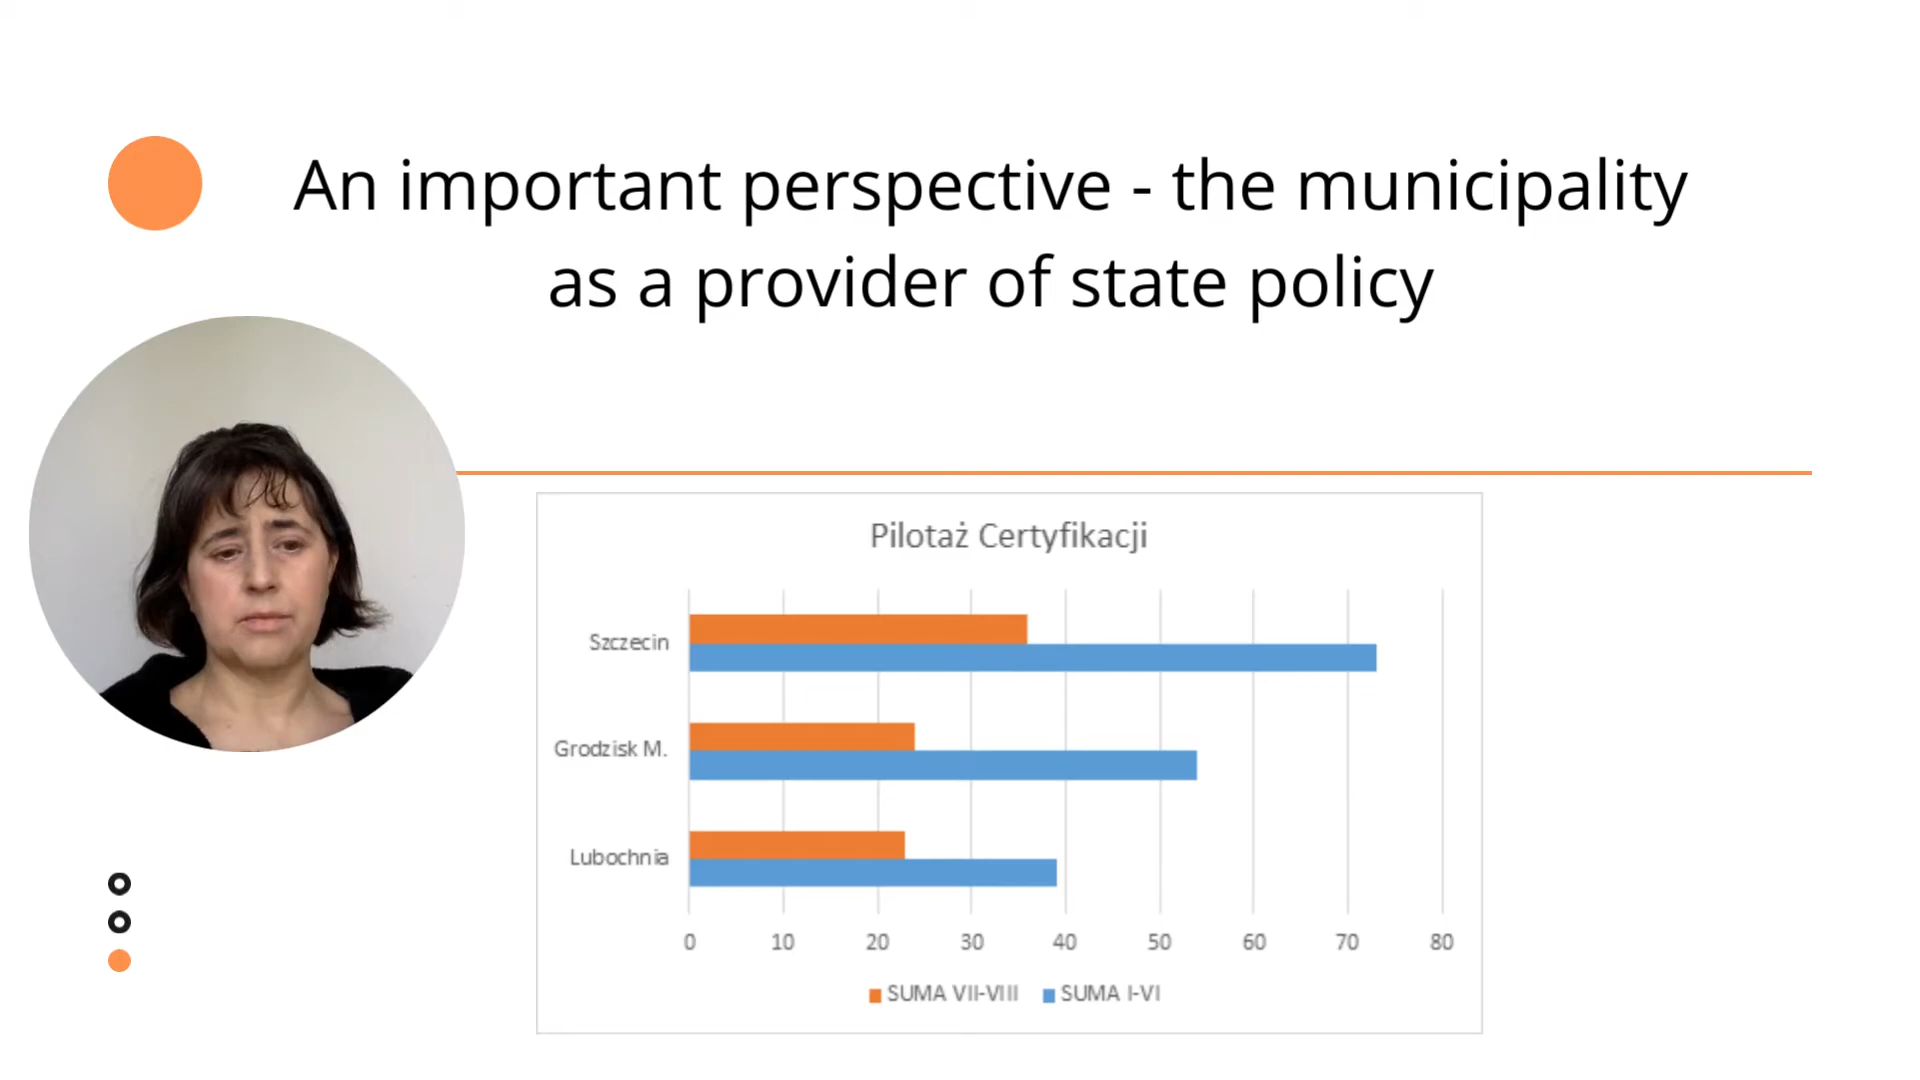 An important perspective - the municipality
as a provider of state policy
Pilotaż Certyfikacji
Szczecin
Grodzisk M.
Lubochnia
0 10 20 30 40 50 60 70 80
SUMA VII-VIII SUMA I-VI